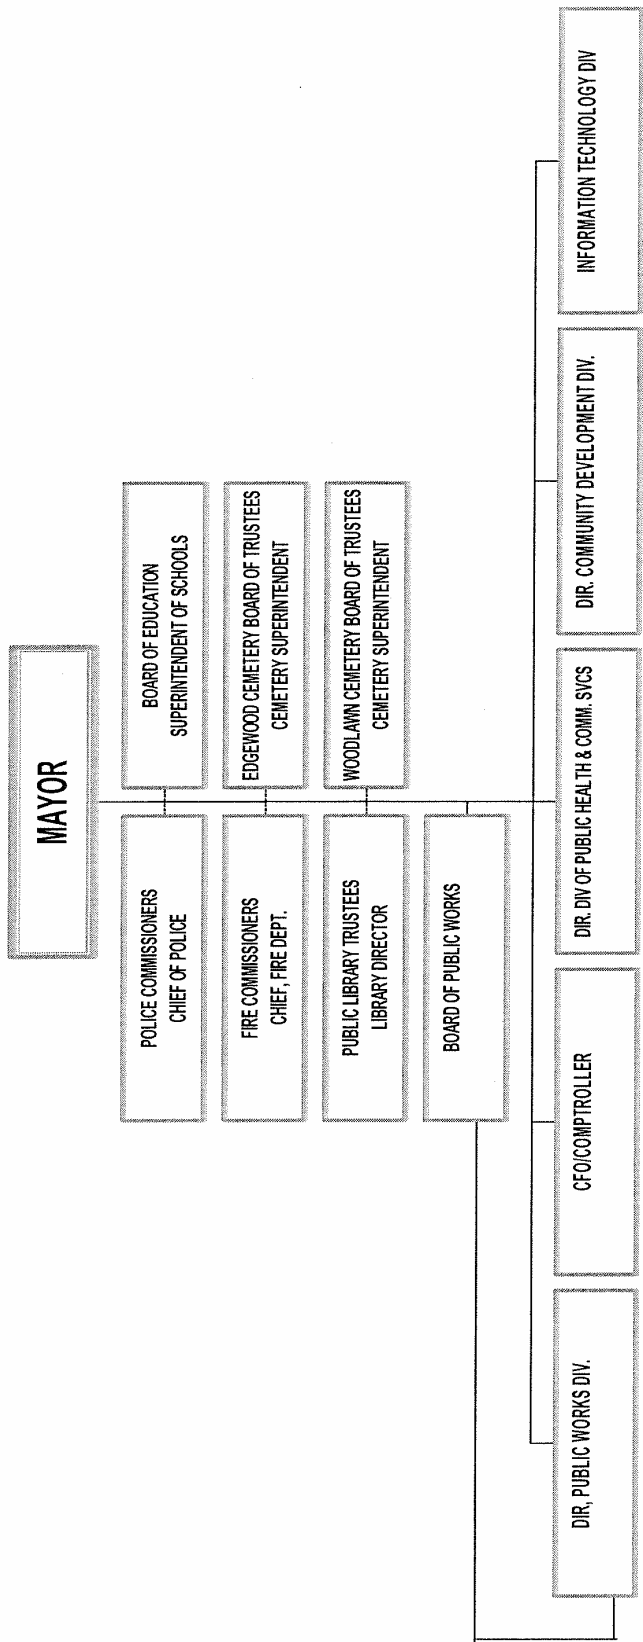 MAYOR
POLICE COMMISSIONERS
CHIEF OF POLICE
BOARD OF EDUCATION
SUPERINTENDENT OF SCHOOLS
FIRE COMMISSIONERS
CHIEF, FIRE DEPT.
EDGEWOOD CEMETERY BOARD OF TRUSTEES
CEMETERY SUPERINTENDENT
PUBLIC LIBRARY TRUSTEES
LIBRARY DIRECTOR
WOODLAWN CEMETERY BOARD OF TRUSTEES
CEMETERY SUPERINTENDENT
BOARD OF PUBLIC WORKS
DIR, PUBLIC WORKS DIV.
CFO/COMPTROLLER
DIR. DIV OF PUBLIC HEALTH & COMM. SVCS
DIR. COMMUNITY DEVELOPMENT DIV.
INFORMATION TECHNOLOGY DIV